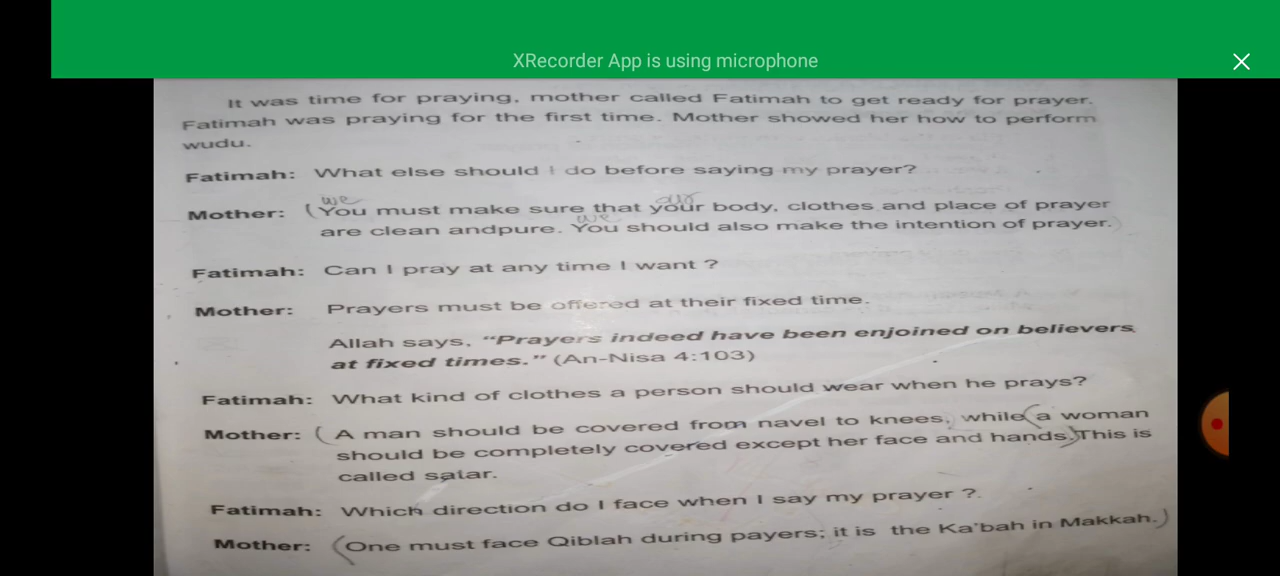 XRecorder App is using microphone
It was time for praying, mother called Fatimah to get ready for prayer.
Fatimah was praying for the first time. Mother showed her how to perform
wudu.
Fatimah: What else should I do before saying my prayer?
we our
Mother: (You must make sure that your body, clothes and place of prayer
we
are clean andpure. You should also make the intention of prayer.)
Fatimah: Can I pray at any time I want ?
Mother: Prayers must be offered at their fixed time.
Allah says, "Prayers indeed have been enjoined on believers
at fixed times." (An-Nisa 4:103)
Fatimah: What kind of clothes a person should wear when he prays?
Mother: (A man should be covered from navel to knees, while (a woman
should be completely covered except her face and hands.) This is
called satar.
Fatimah: Which direction do I face when I say my prayer ?
Mother: (One must face Qiblah during payers; it is the Ka'bah in Makkah.)